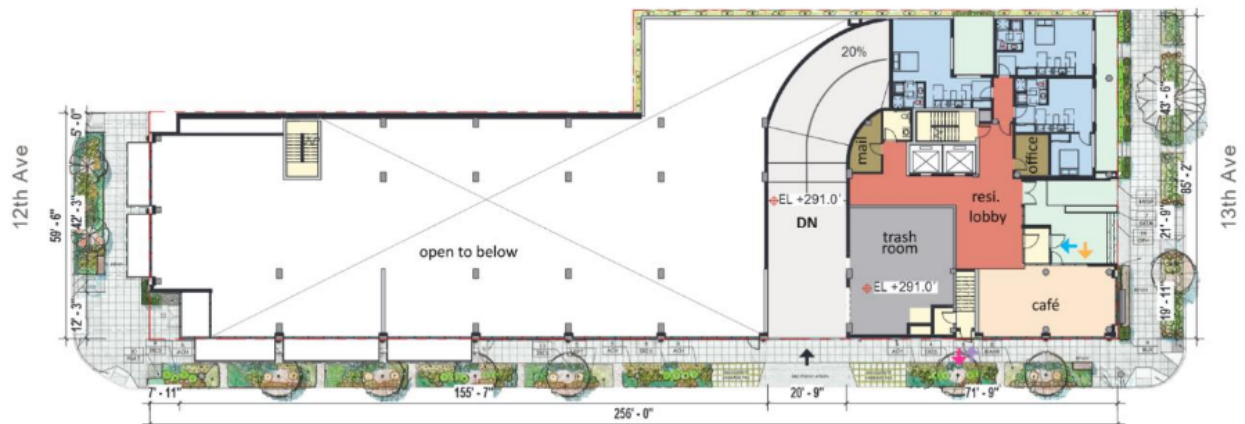 20%
12th Ave
13th Ave
5'- 0"
42'- 3"
59' - 6"
12'- 3"
mail
office
43'- 6"
85' - 2"
21'- 9"
19'- 11"
EL +291.0'
DN
resi.
lobby
open to below
trash
room
EL +291.0'
café
7' - 11"
155' - 7"
20' - 9"
71' - 9"
256' - 0"